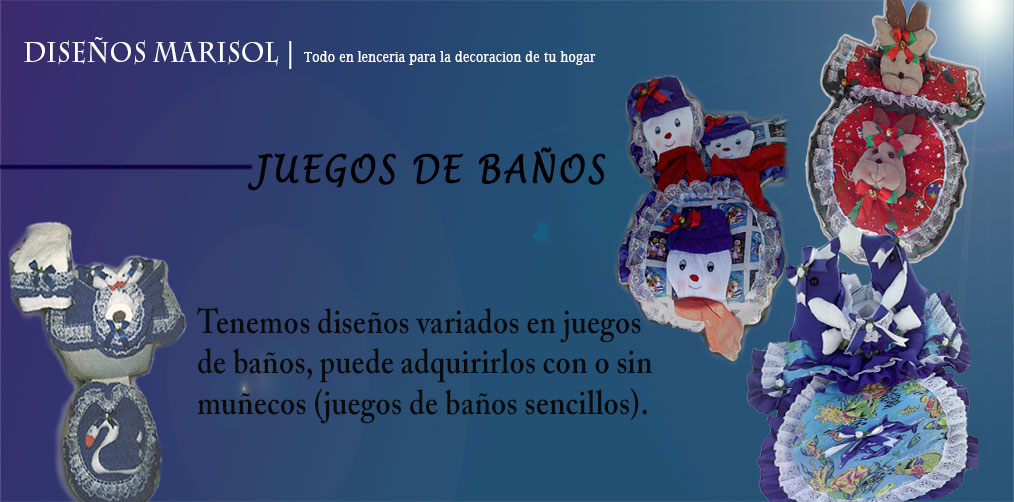 DISEÑOS MARISOL | Todo en lenceria para la decoracion de tu hogar
JUEGOS DE BAÑOS
Tenemos diseños variados en juegos
de baños, puede adquirirlos con o sin
muñecos (juegos de baños sencillos).